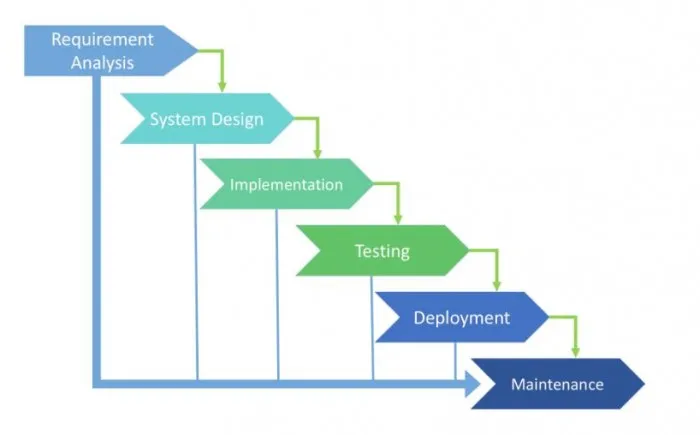 Requirement
Analysis
System Design
Implementation
Testing
Deployment
Maintenance